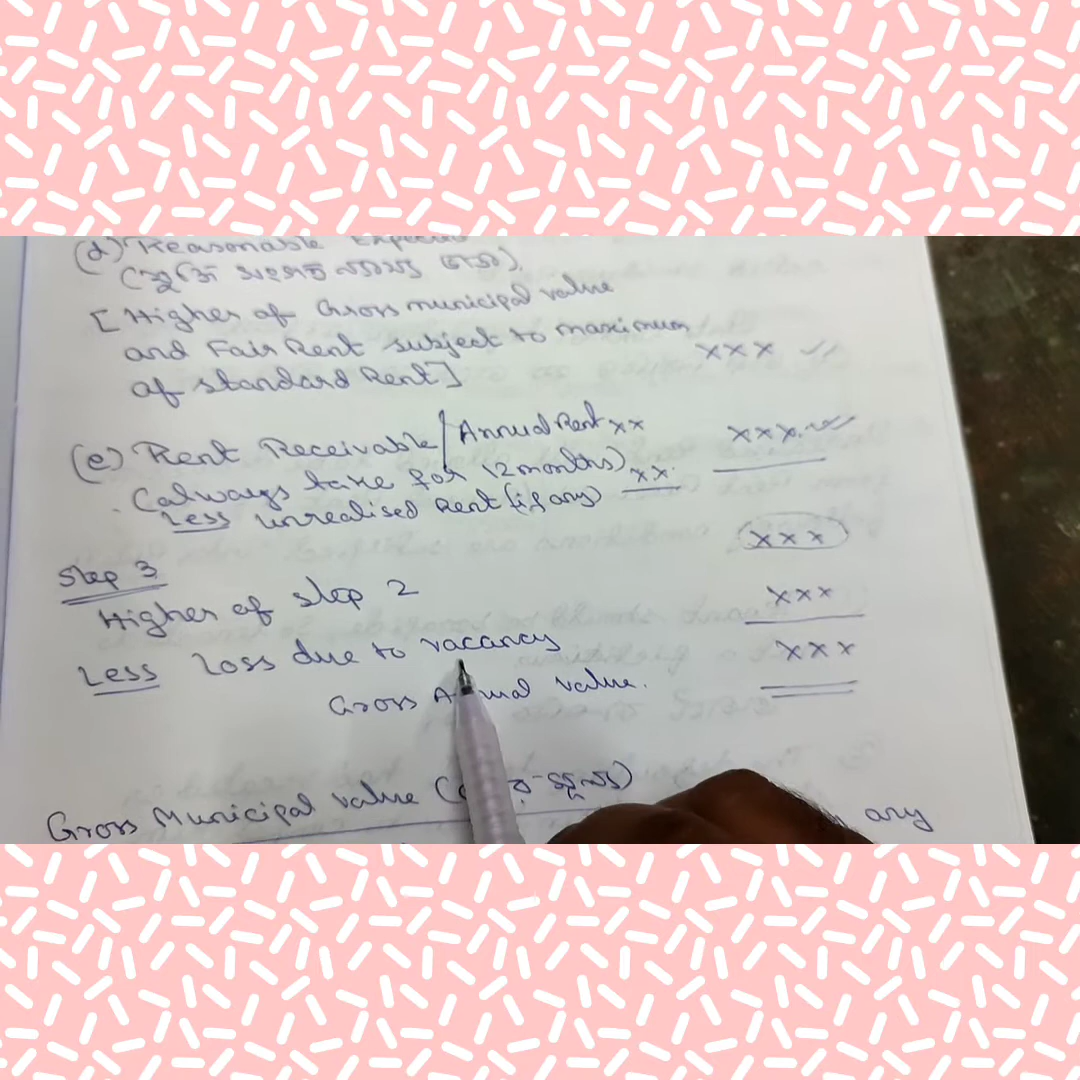 (d) Reasonable
[Higher of Gross municipal value
and Fair Rent subject to maximum
of standard Rent] xxx
(e) Rent Receivable/Annual Rent xx xxx
(always take for 12 months)
Less unrealised Rent (if any) xx
xxx
Step 3
Higher of step 2 xxx
Less Loss due to vacancy xxx
Gross Value.
Gross Municipal value
any